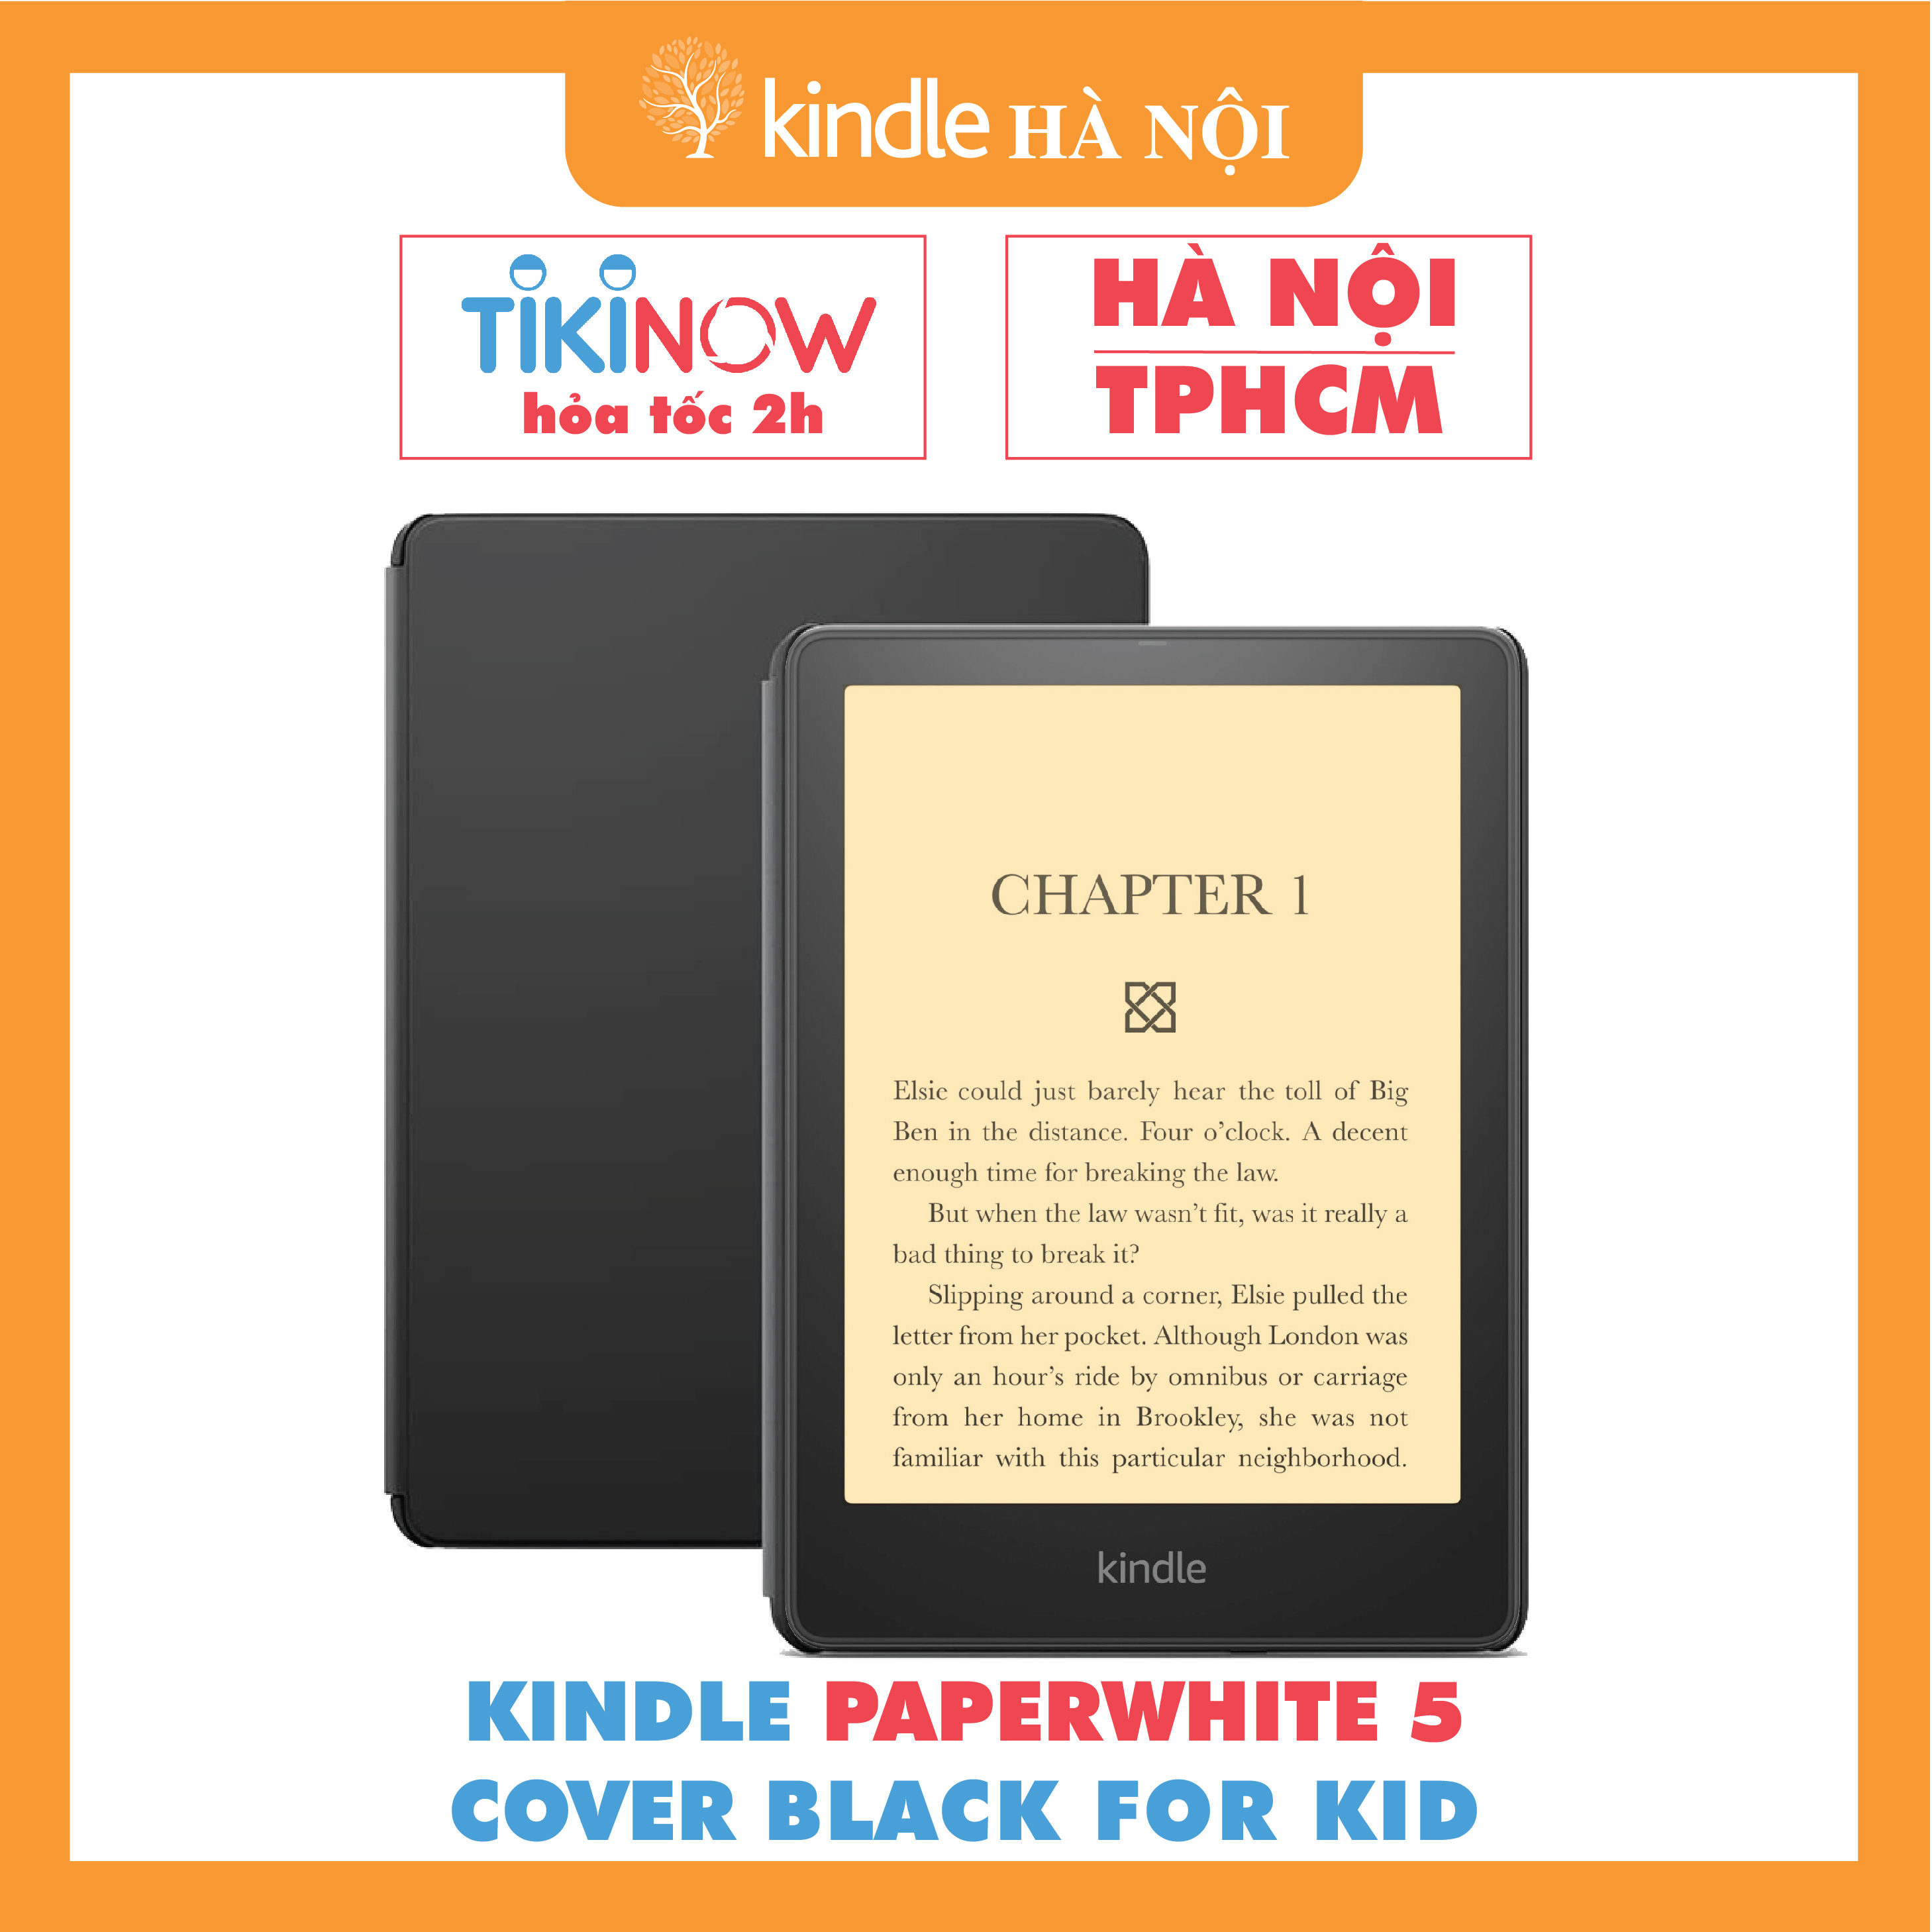 kindle HÀ NỘI
TIKINOW
hỏa tốc 2h
HÀ NỘI
TPHCM
CHAPTER 1
Elsie could just barely hear the toll of Big
Ben in the distance. Four o’clock. A decent
enough time for breaking the law.
But when the law wasn’t fit, was it really a
bad thing to break it?
Slipping around a corner, Elsie pulled the
letter from her pocket. Although London was
only an hour’s ride by omnibus or carriage
from her home in Brookley, she was not
familiar with this particular neighborhood.
kindle
KINDLE PAPERWHITE 5
COVER BLACK FOR KID